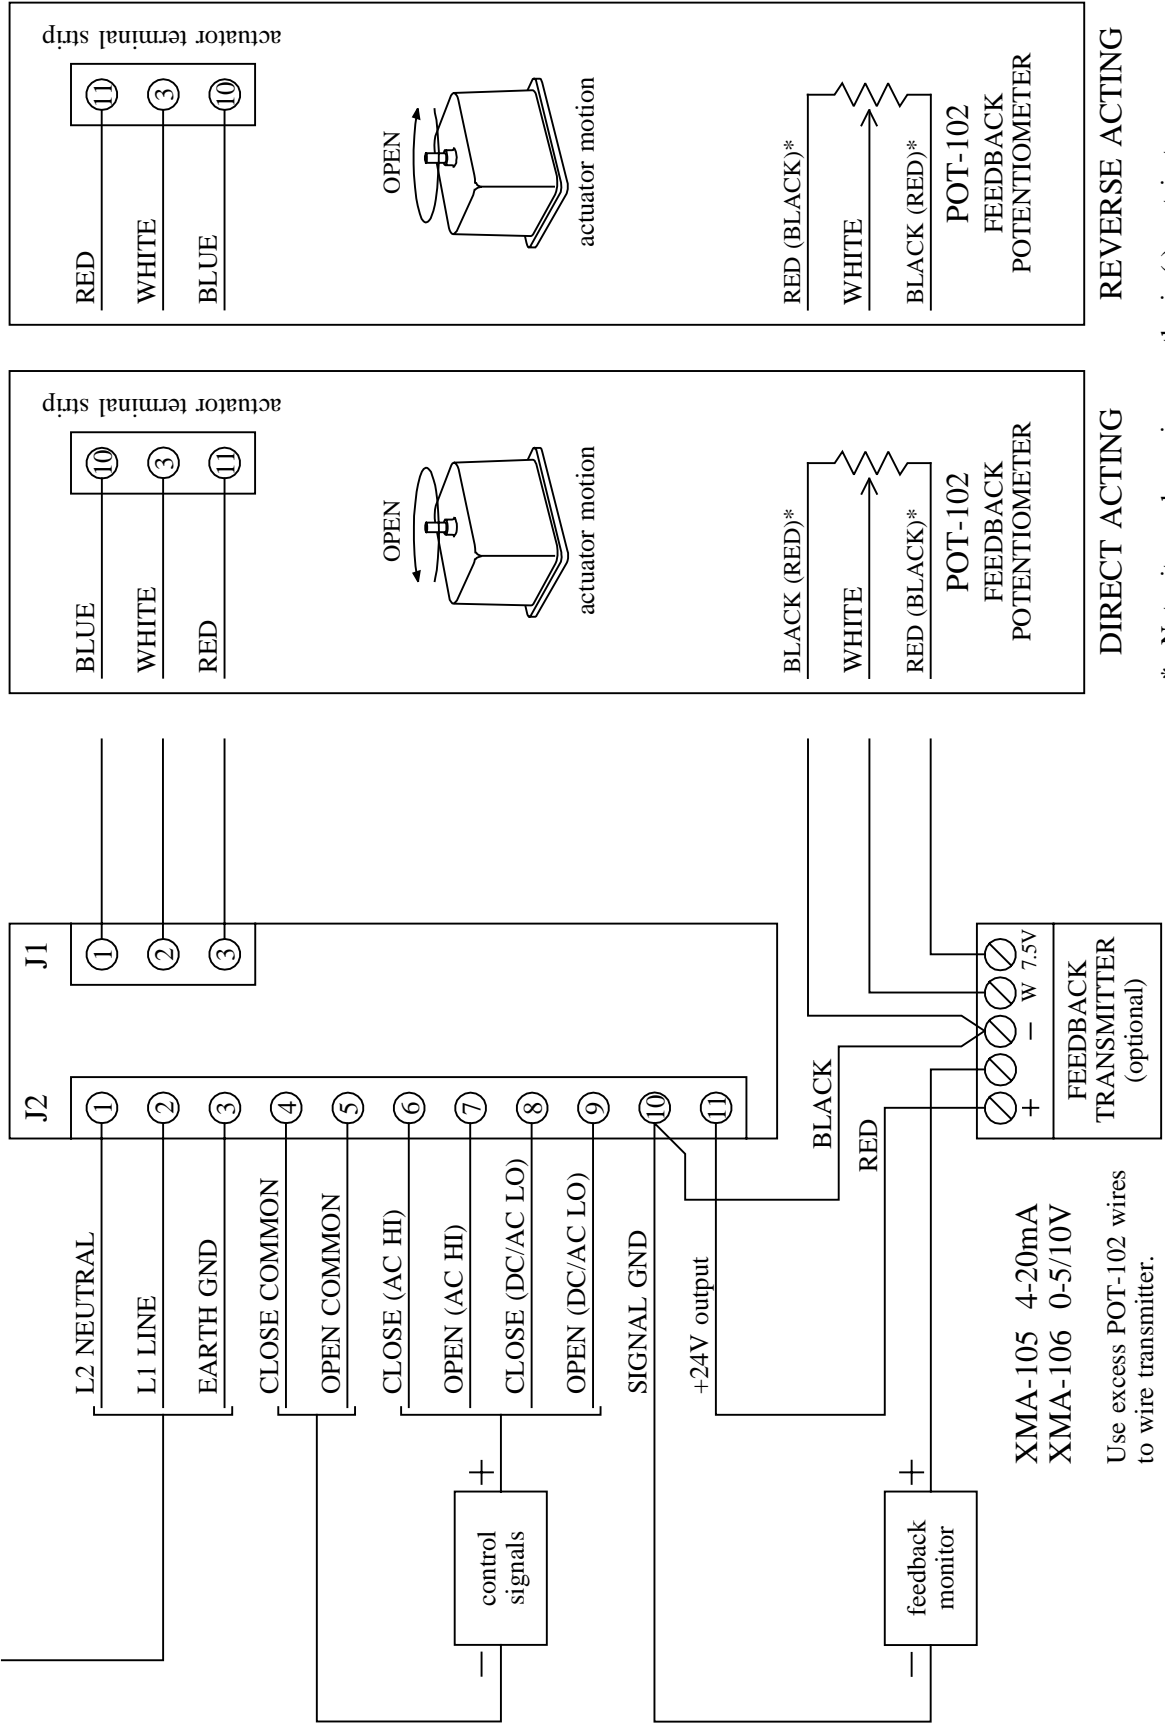 J2
1
2
3
4
5
6
7
8
9
10
11
L2 NEUTRAL
L1 LINE
EARTH GND
CLOSE COMMON
OPEN COMMON
CLOSE (AC HI)
OPEN (AC HI)
CLOSE (DC/AC LO)
OPEN (DC/AC LO)
SIGNAL GND
+24V output
+
control
signals
−
+
feedback
monitor
−
J1
1
2
3
BLACK
RED
+
−
W
7.5V
FEEDBACK
TRANSMITTER
(optional)
XMA-105 4-20mA
XMA-106 0-5/10V
Use excess POT-102 wires
to wire transmitter.
actuator terminal strip
10
3
11
BLUE
WHITE
RED
OPEN
actuator motion
BLACK (RED)*
WHITE
RED (BLACK)*
POT-102
FEEDBACK
POTENTIOMETER
DIRECT ACTING
actuator terminal strip
11
3
10
RED
WHITE
BLUE
OPEN
actuator motion
RED (BLACK)*
WHITE
BLACK (RED)*
POT-102
FEEDBACK
POTENTIOMETER
REVERSE ACTING
*